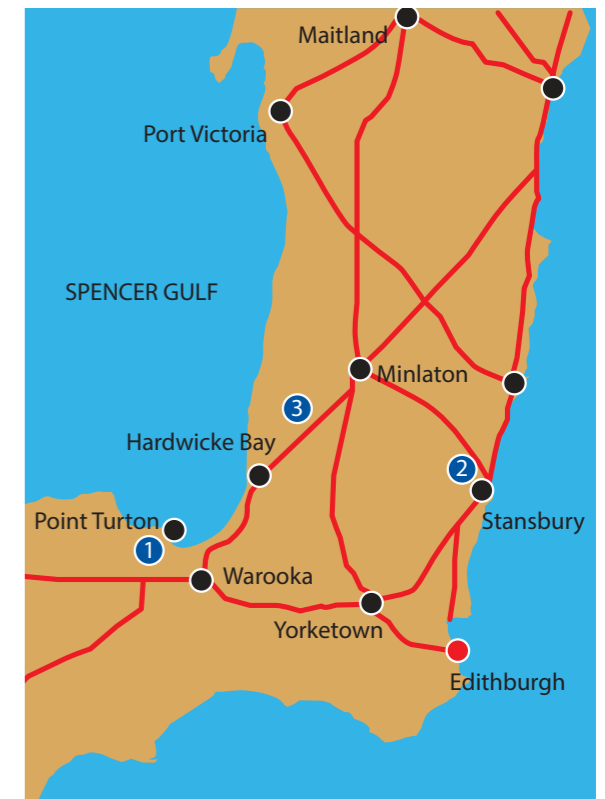 Maitland
Port Victoria
SPENCER GULF
Minlaton
3
Hardwicke Bay
2
Point Turton
Stansbury
1
Warooka
Yorketown
Edithburgh